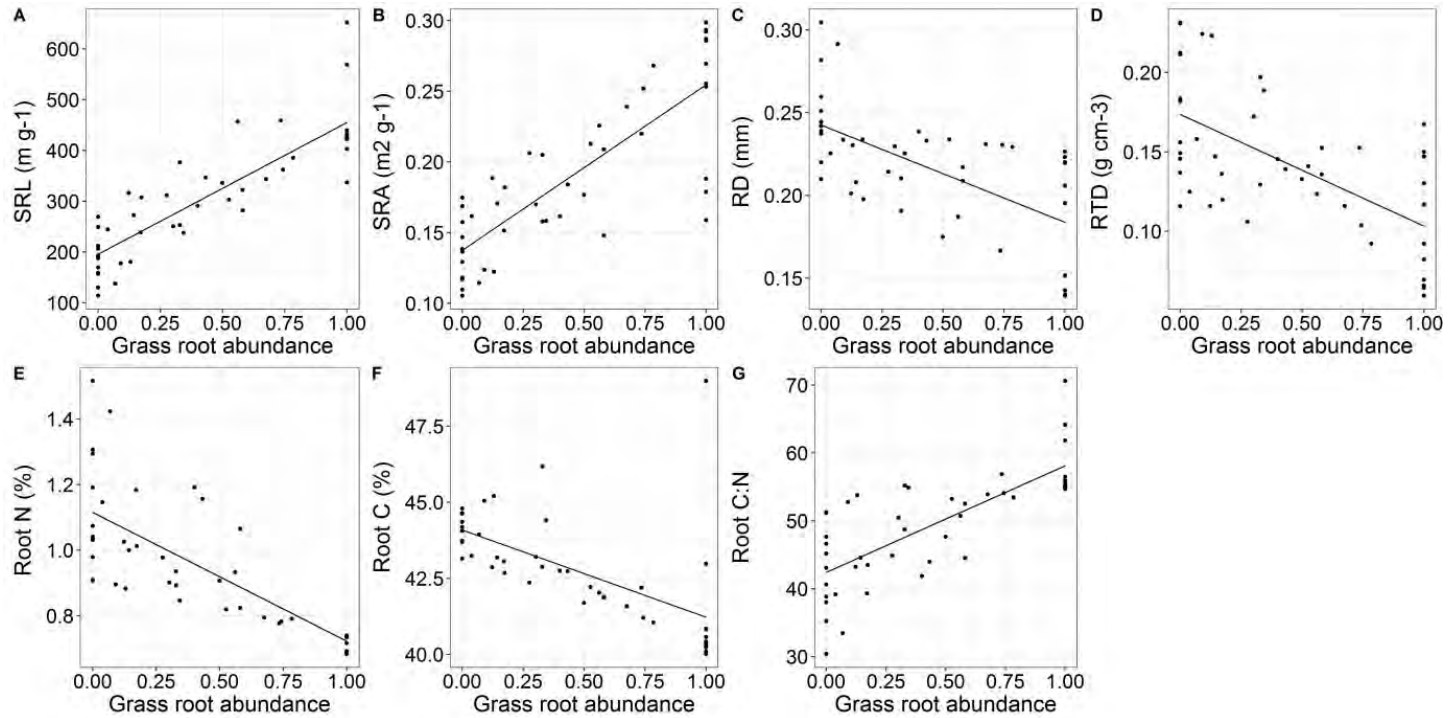 A
SRL (m g-1)
600
500
400
300
200
100
0.00 0.25 0.50 0.75 1.00
Grass root abundance
B
SRA (m2 g-1)
0.30
0.25
0.20
0.15
0.10
0.00 0.25 0.50 0.75 1.00
Grass root abundance
C
RD (mm)
0.30
0.25
0.20
0.15
0.00 0.25 0.50 0.75 1.00
Grass root abundance
D
RTD (g cm-3)
0.20
0.15
0.10
0.00 0.25 0.50 0.75 1.00
Grass root abundance
E
Root N (%)
1.4
1.2
1.0
0.8
0.00 0.25 0.50 0.75 1.00
Grass root abundance
F
Root C (%)
47.5
45.0
42.5
40.0
0.00 0.25 0.50 0.75 1.00
Grass root abundance
G
Root C:N
70
60
50
40
30
0.00 0.25 0.50 0.75 1.00
Grass root abundance